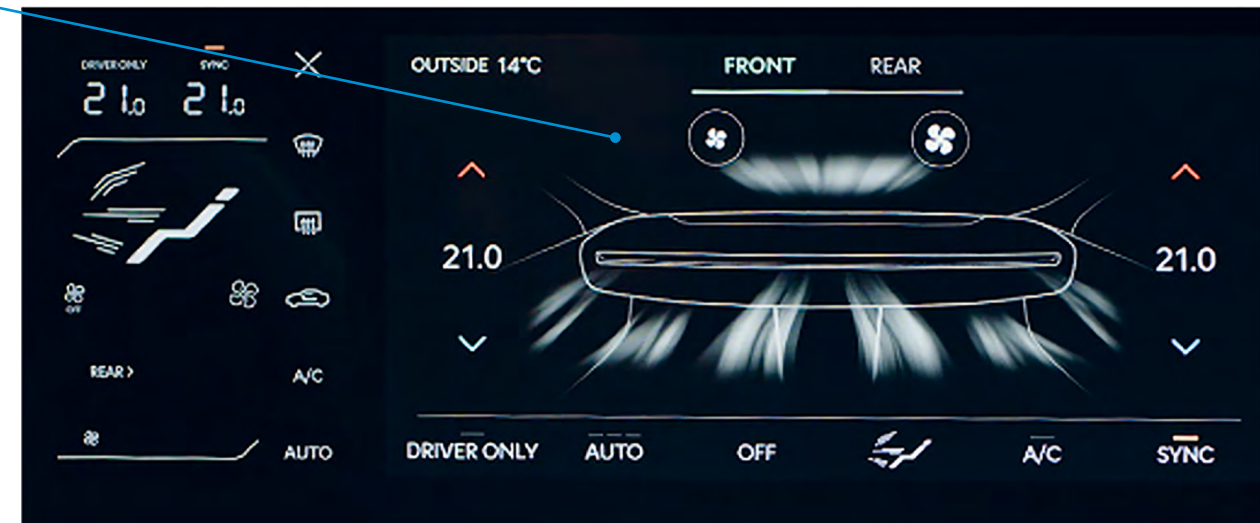 DRIVER ONLY SYNC
21.0 21.0
OFF
REAR >
A/C
AUTO
OUTSIDE 14°C
FRONT REAR
21.0 21.0
DRIVER ONLY AUTO OFF A/C SYNC